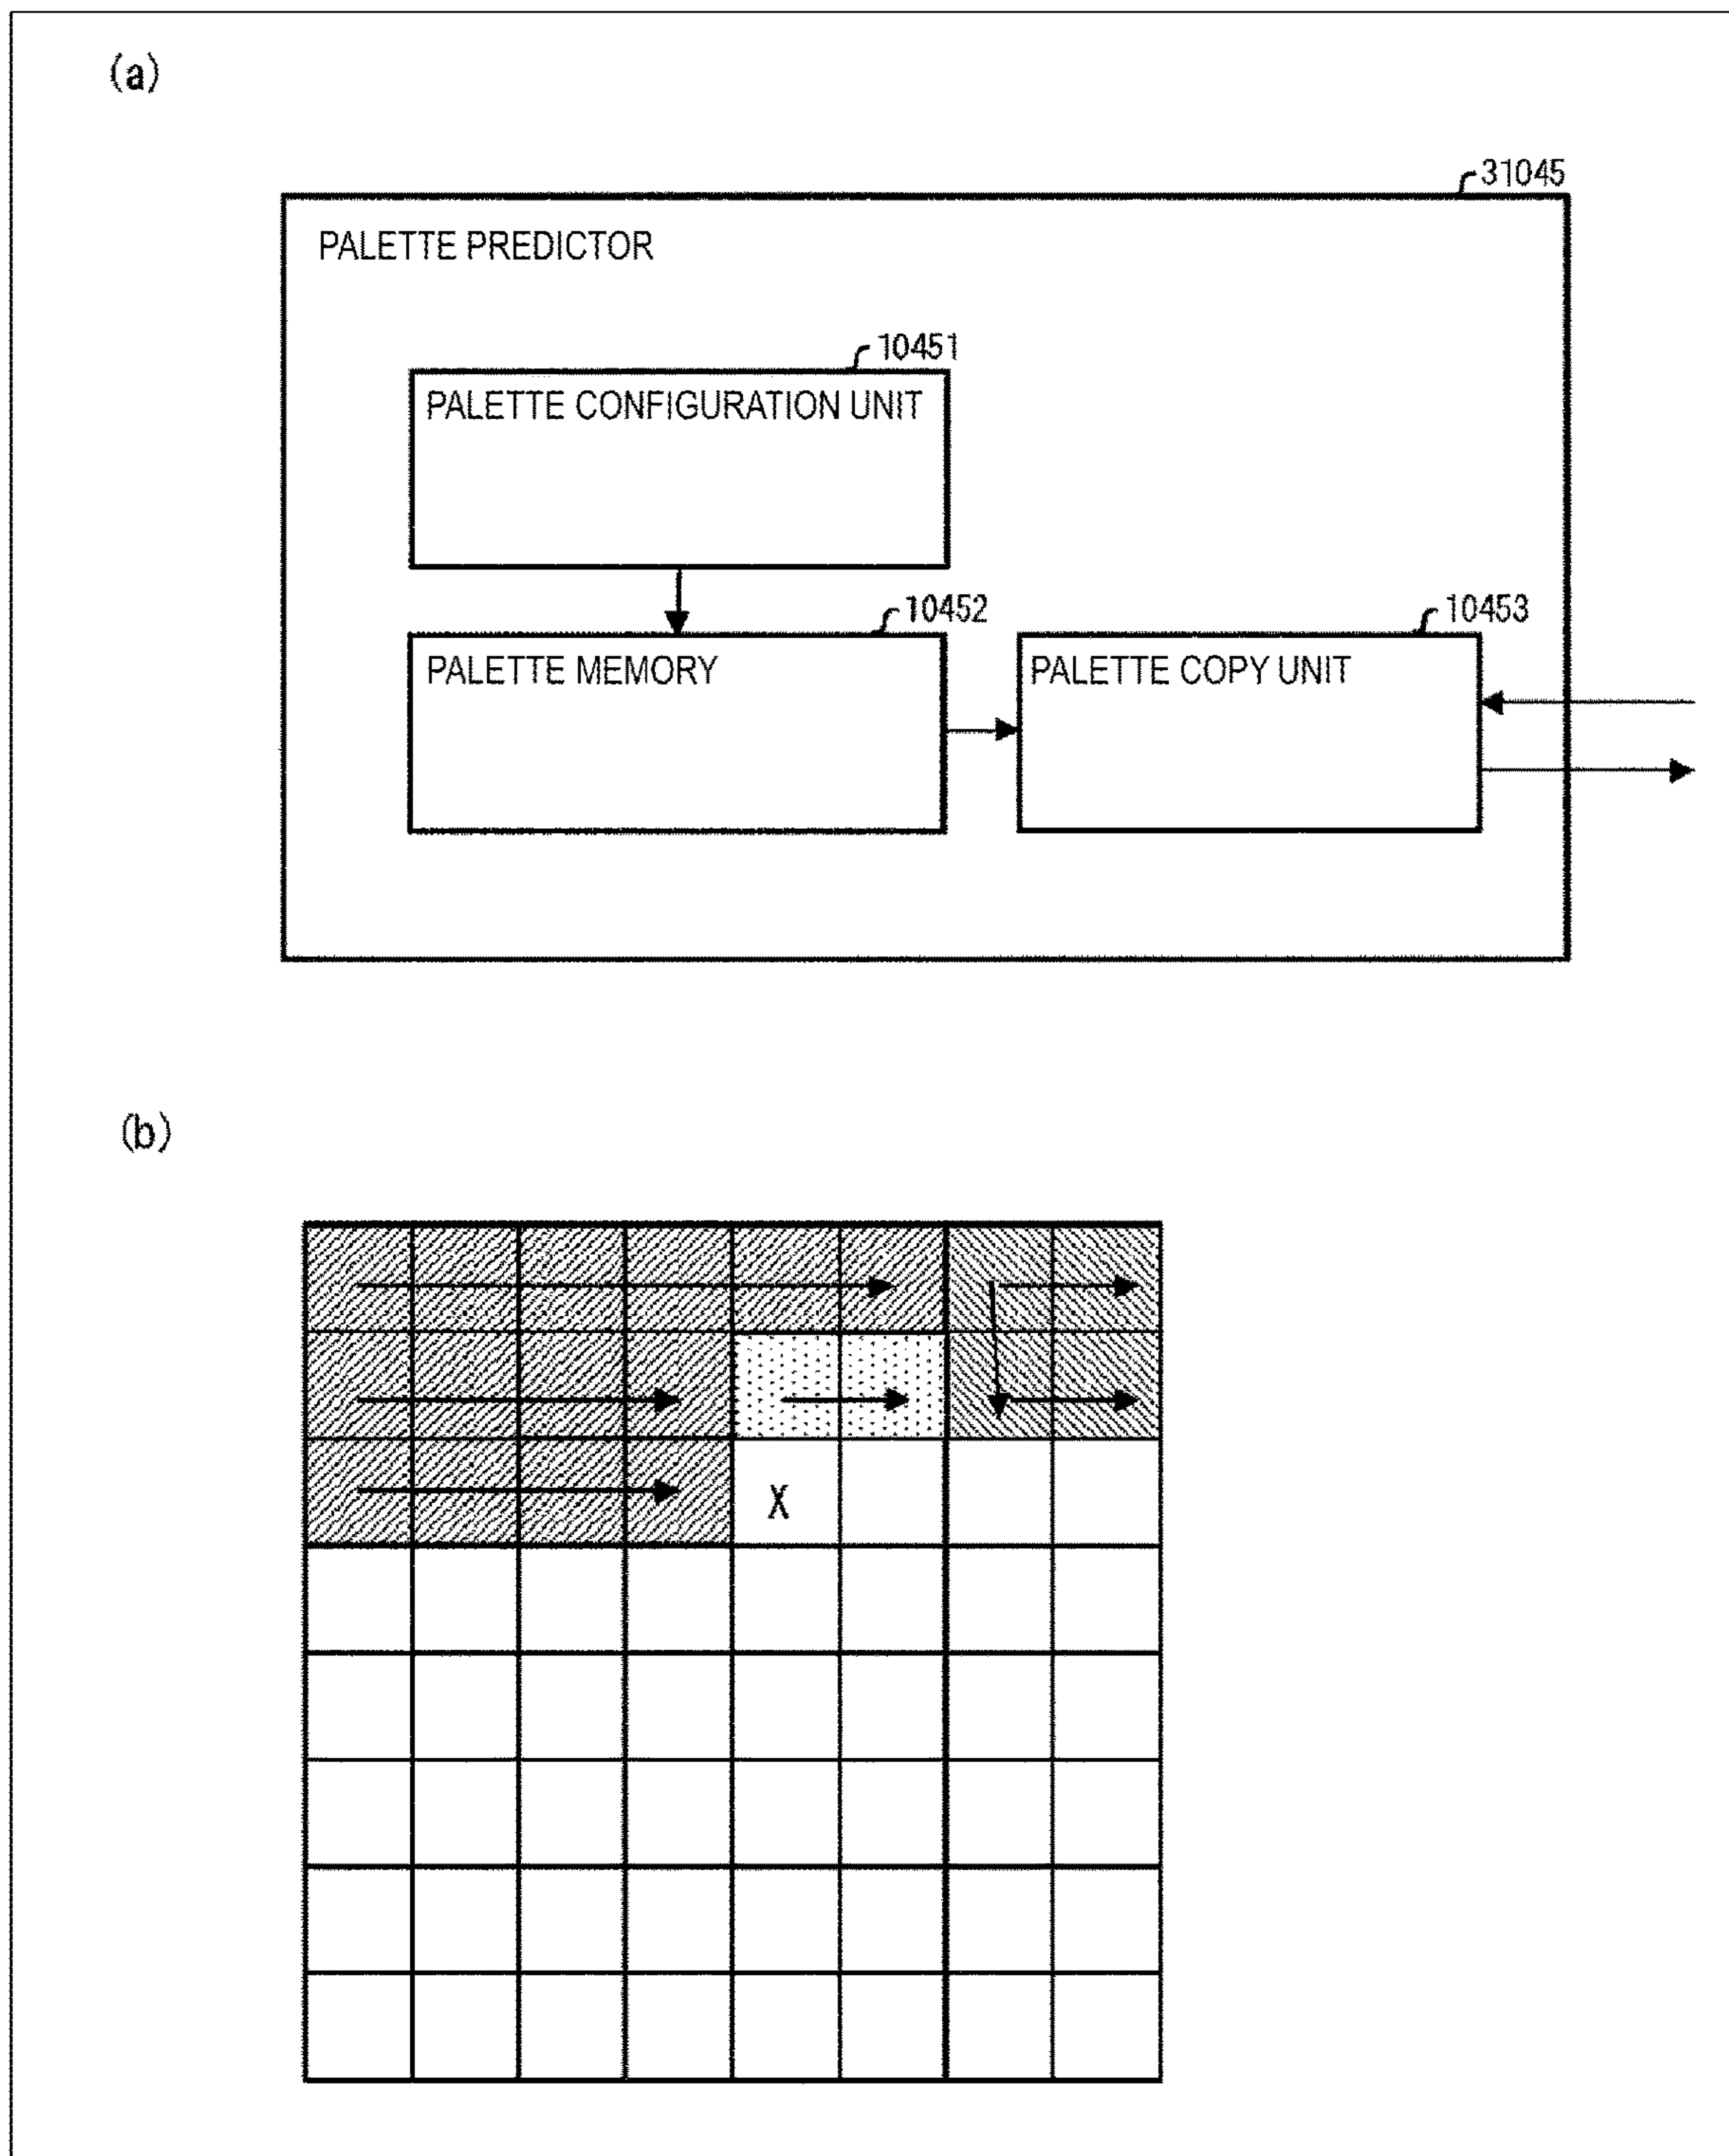 (a)
31045
PALETTE PREDICTOR
10451
PALETTE CONFIGURATION UNIT
10452
10453
PALETTE MEMORY
PALETTE COPY UNIT
(b)
X